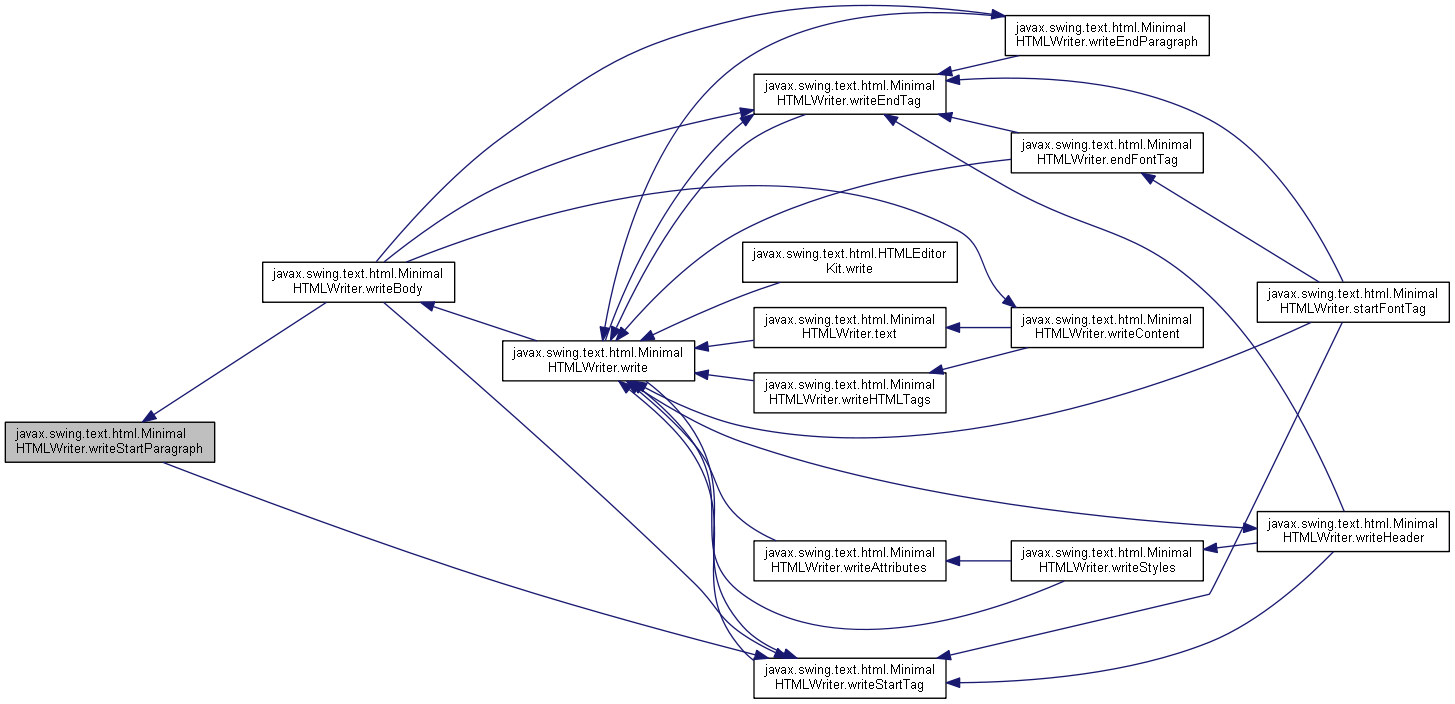 javax.swing.text.html.Minimal
HTMLWriter.writeEndParagraph
javax.swing.text.html.Minimal
HTMLWriter.writeEndTag
javax.swing.text.html.Minimal
HTMLWriter.endFontTag
javax.swing.text.html.HTMLEditor
Kit.write
javax.swing.text.html.Minimal
HTMLWriter.writeBody
javax.swing.text.html.Minimal
HTMLWriter.startFontTag
javax.swing.text.html.Minimal
HTMLWriter.text
javax.swing.text.html.Minimal
HTMLWriter.writeContent
javax.swing.text.html.Minimal
HTMLWriter.write
javax.swing.text.html.Minimal
HTMLWriter.writeHTMLTags
javax.swing.text.html.Minimal
HTMLWriter.writeStartParagraph
javax.swing.text.html.Minimal
HTMLWriter.writeHeader
javax.swing.text.html.Minimal
HTMLWriter.writeAttributes
javax.swing.text.html.Minimal
HTMLWriter.writeStyles
javax.swing.text.html.Minimal
HTMLWriter.writeStartTag